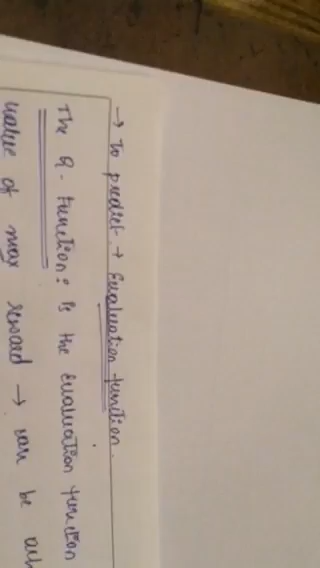 → To predict → Evaluation function.
The Q-function: Is the evaluation function
value of max reward → can be